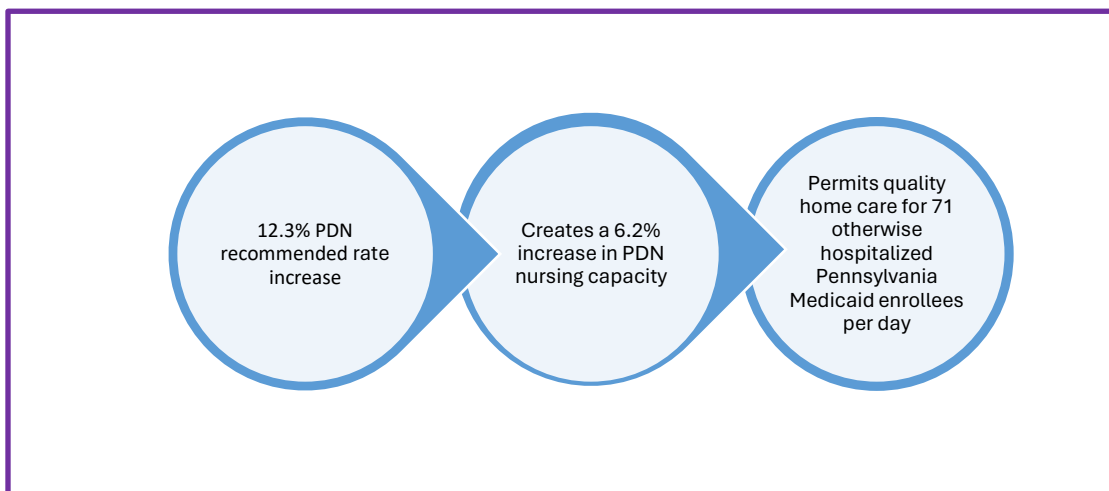 12.3% PDN
recommended rate
increase
Creates a 6.2%
increase in PDN
nursing capacity
Permits quality
home care for 71
otherwise
hospitalized
Pennsylvania
Medicaid enrollees
per day